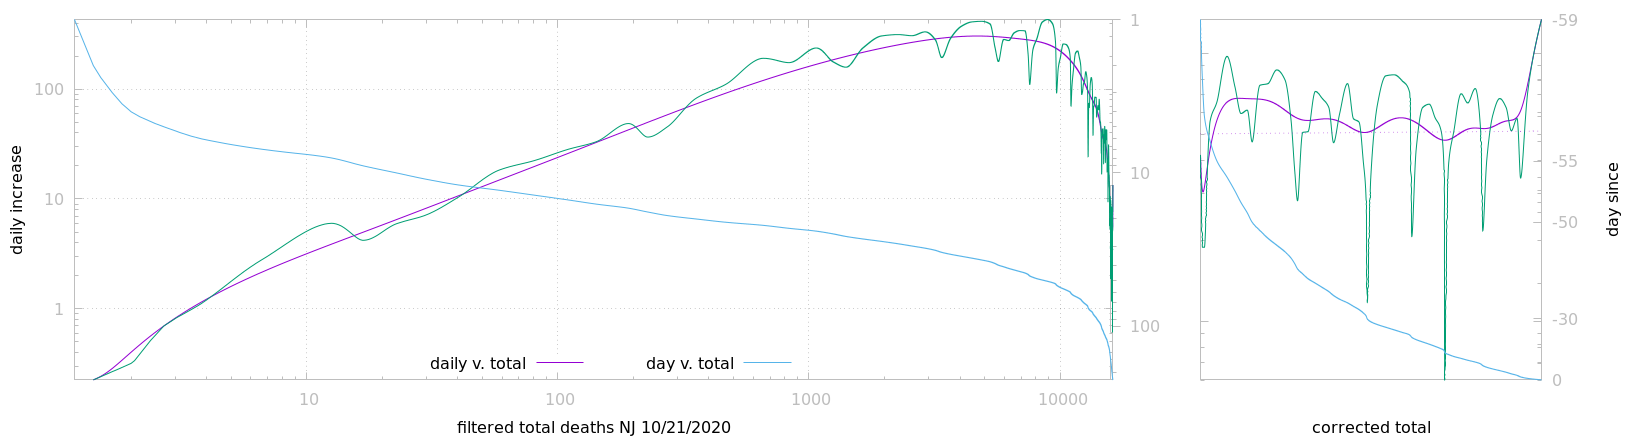 100
10
1
daily increase
10
100
1000
10000
filtered total deaths NJ 10/21/2020
daily v. total
day v. total
1
10
100
-59
-55
-50
-30
0
day since
corrected total